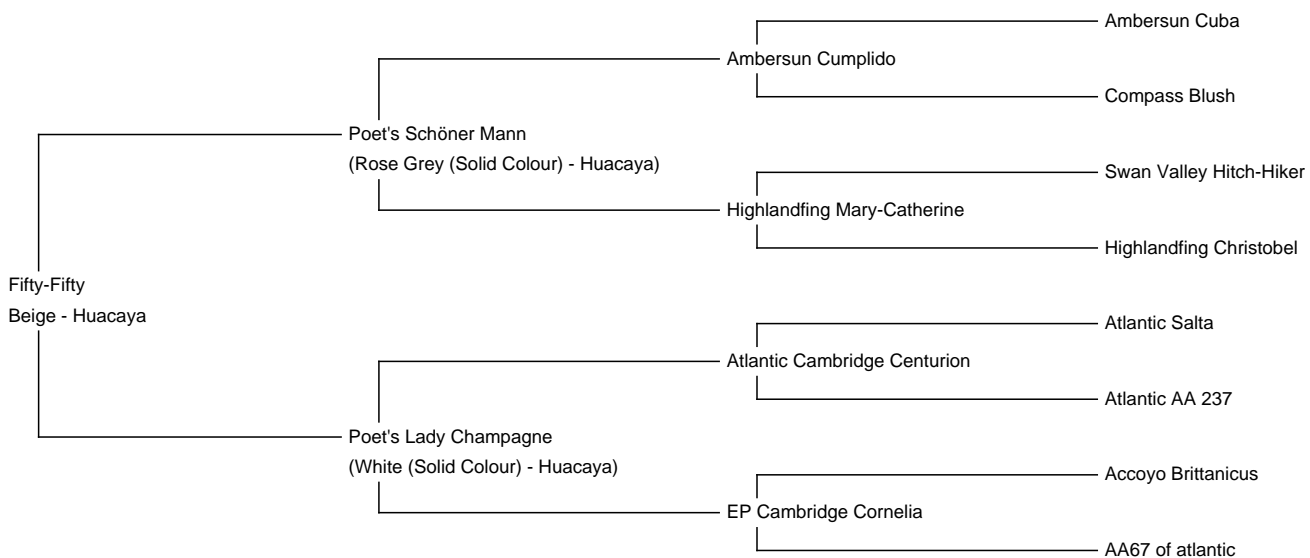 Ambersun Cuba
Ambersun Cumplido
Compass Blush
Poet's Schöner Mann
(Rose Grey (Solid Colour) - Huacaya)
Swan Valley Hitch-Hiker
Highlandfing Mary-Catherine
Highlandfing Christobel
Fifty-Fifty
Beige - Huacaya
Atlantic Salta
Atlantic Cambridge Centurion
Atlantic AA 237
Poet's Lady Champagne
(White (Solid Colour) - Huacaya)
Accoyo Brittanicus
EP Cambridge Cornelia
AA67 of atlantic